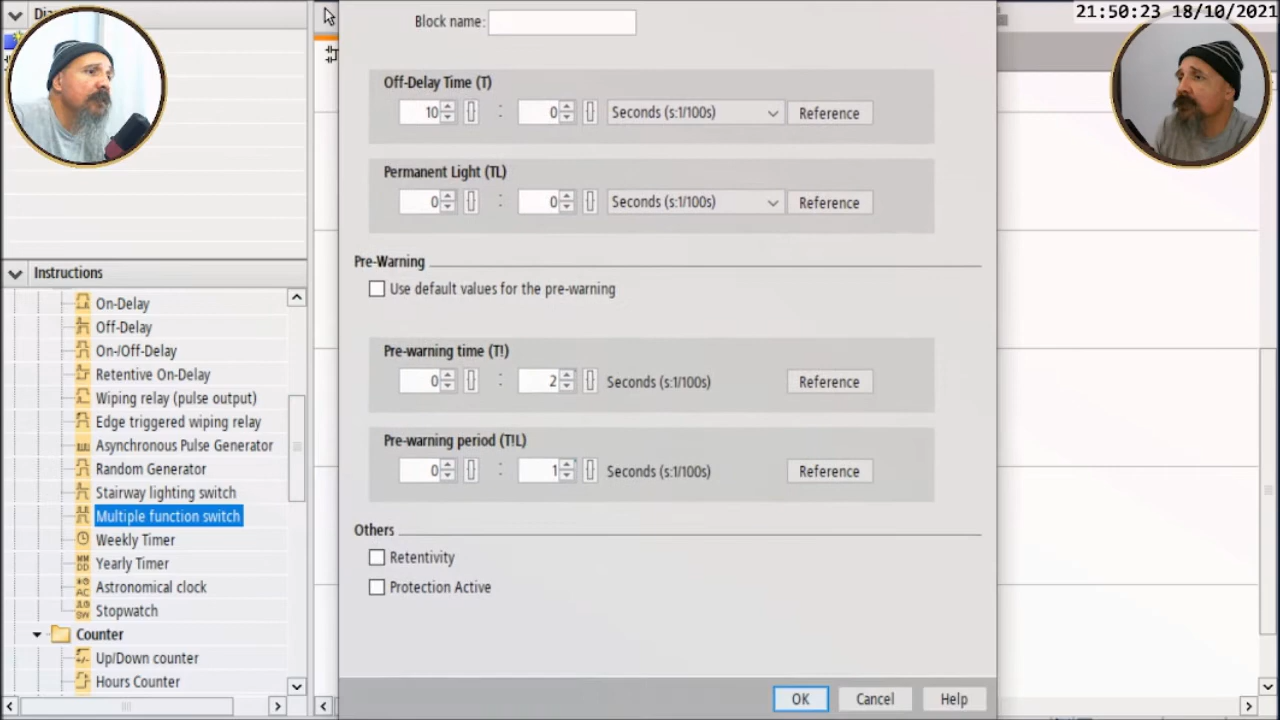 21:50:23 18/10/2021
Block name:
Off-Delay Time (T)
10 : 0 Seconds (s:1/100s) Reference
Permanent Light (TL)
0 : 0 Seconds (s:1/100s) Reference
Pre-Warning
Use default values for the pre-warning
Pre-warning time (T!)
0 : 2 Seconds (s:1/100s) Reference
Pre-warning period (T!L)
0 : 1 Seconds (s:1/100s) Reference
Others
Retentivity
Protection Active
OK Cancel Help
Instructions
On-Delay
Off-Delay
On-/Off-Delay
Retentive On-Delay
Wiping relay (pulse output)
Edge triggered wiping relay
Asynchronous Pulse Generator
Random Generator
Stairway lighting switch
Multiple function switch
Weekly Timer
Yearly Timer
Astronomical clock
Stopwatch
Counter
Up/Down counter
Hours Counter